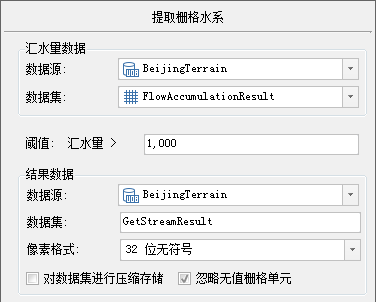 提取栅格水系
汇水量数据
数据源: BeijingTerrain
数据集: FlowAccumulationResult
阈值: 汇水量 > 1,000
结果数据
数据源: BeijingTerrain
数据集: GetStreamResult
像素格式: 32 位无符号
对数据集进行压缩存储 忽略无值栅格单元